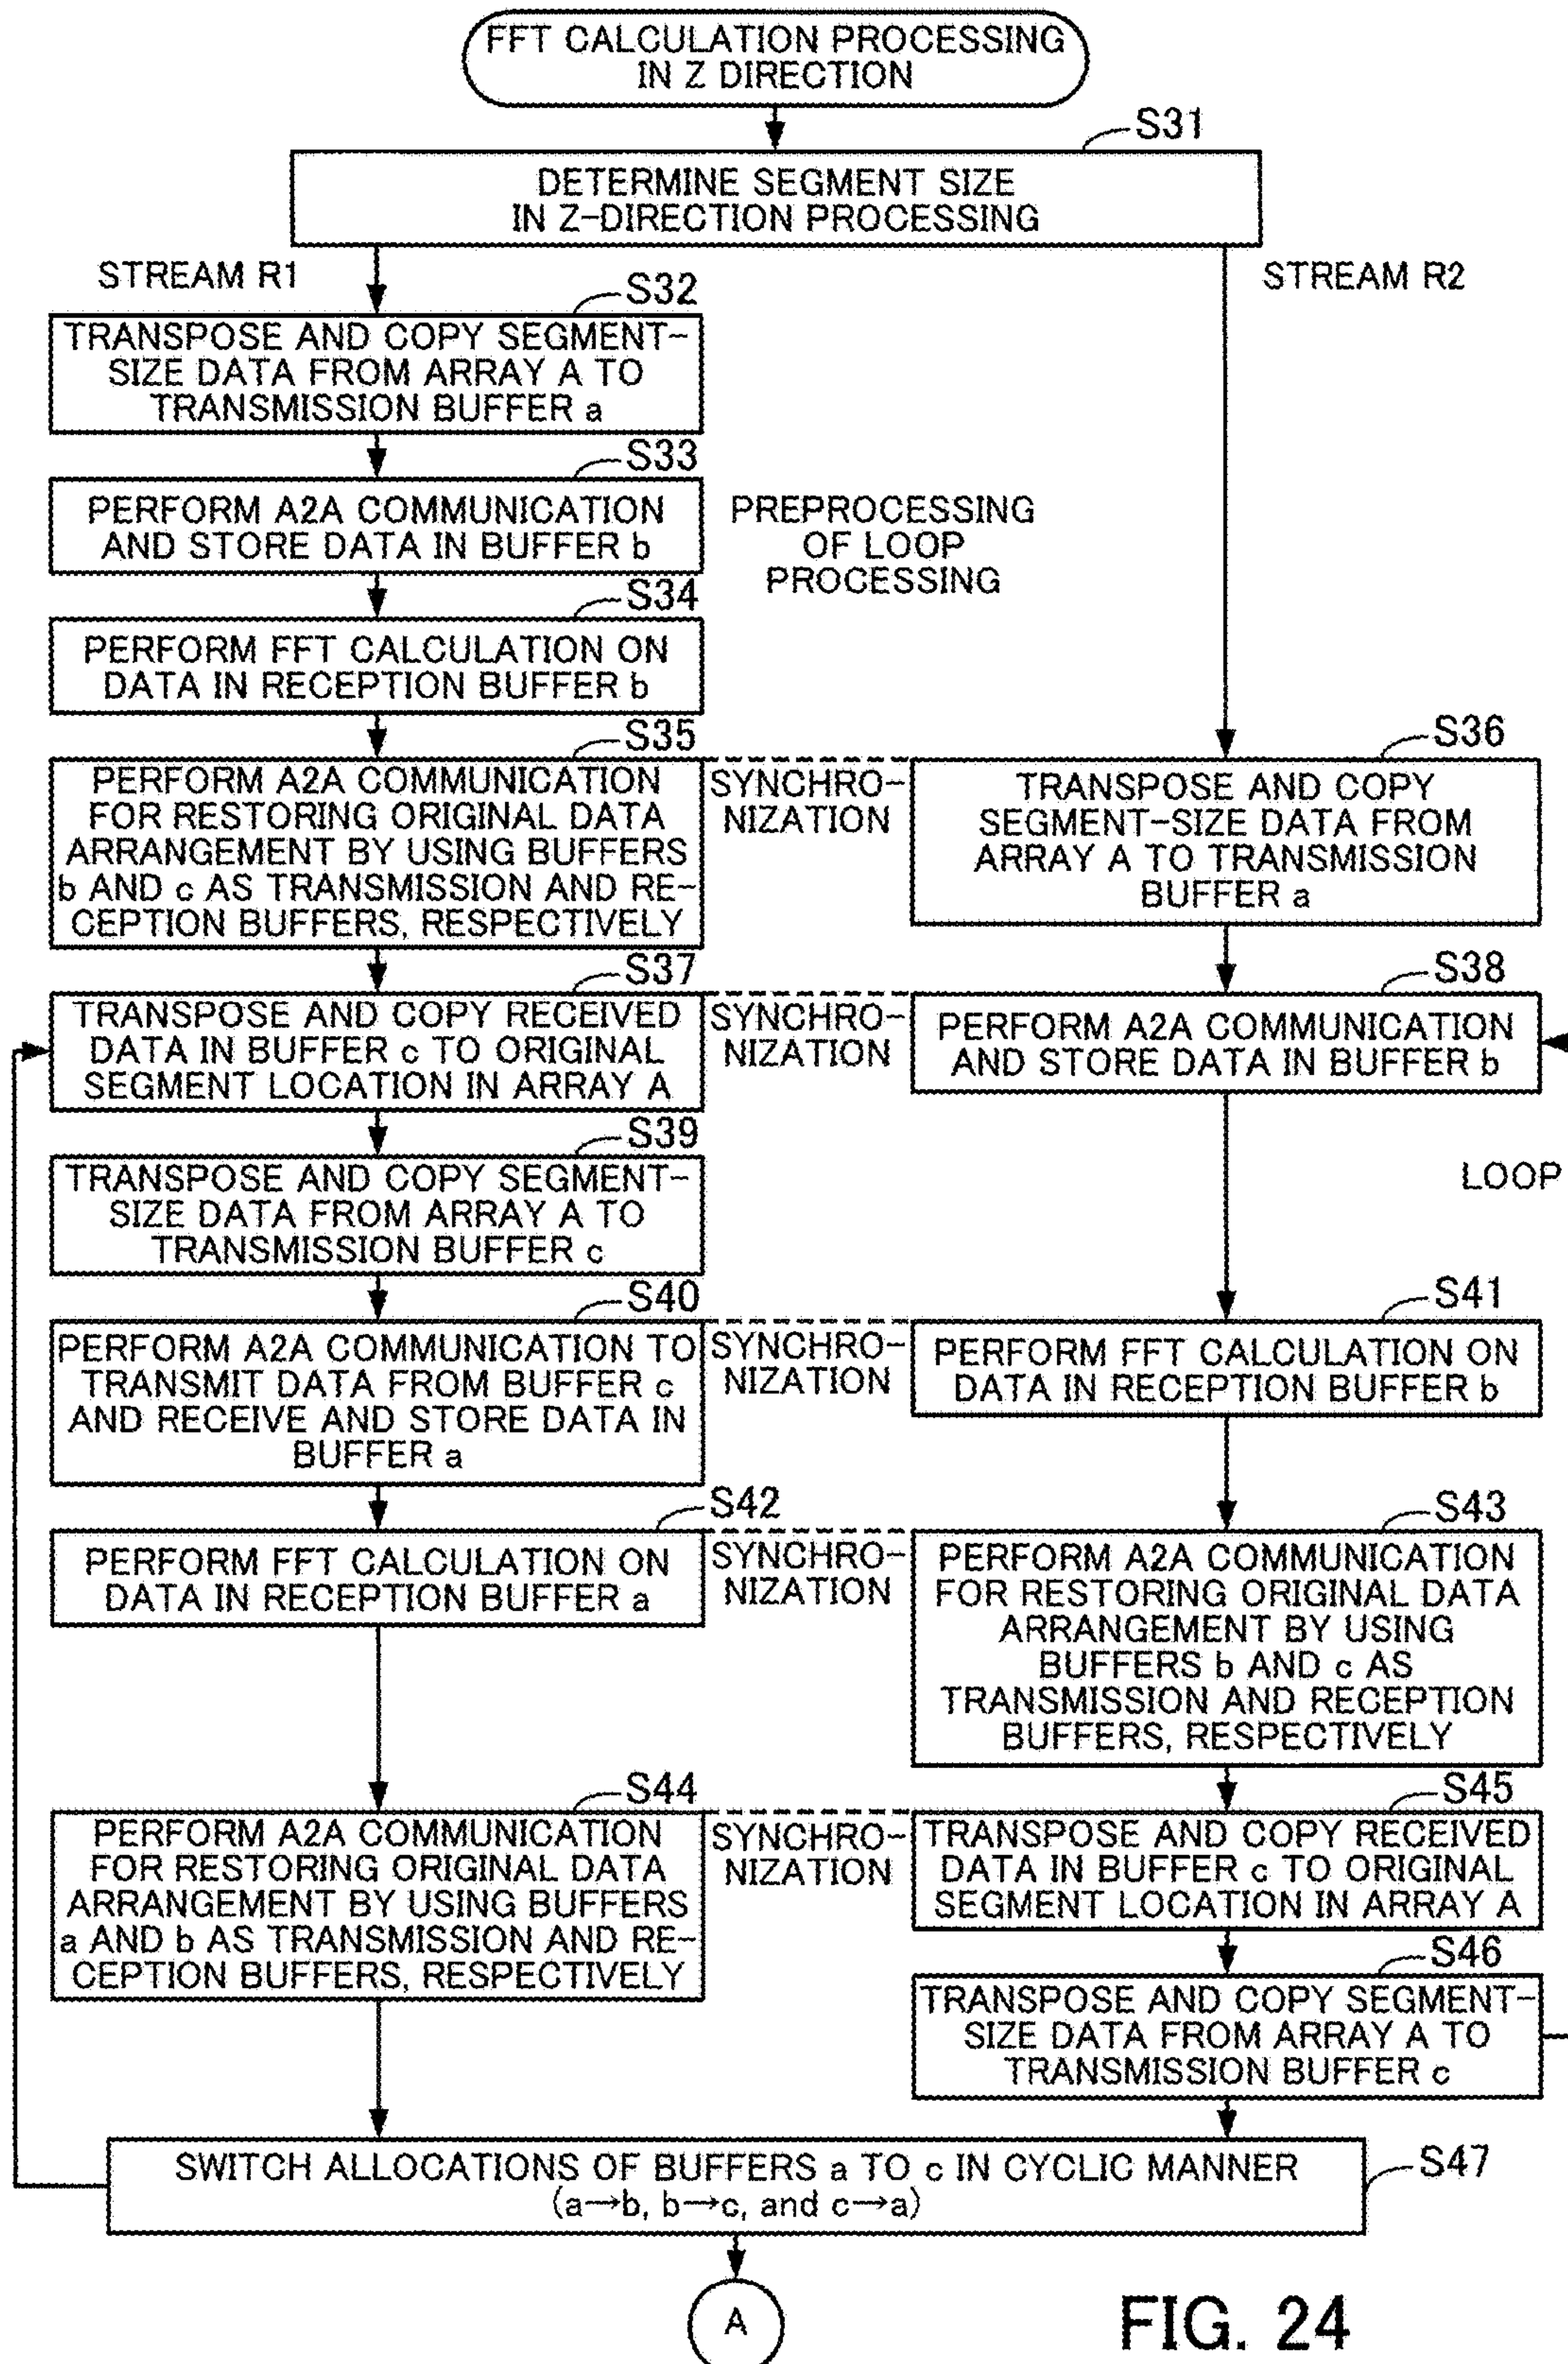 FFT CALCULATION PROCESSING
IN Z DIRECTION
S31
DETERMINE SEGMENT SIZE
IN Z-DIRECTION PROCESSING
STREAM R1
STREAM R2
S32
TRANSPOSE AND COPY SEGMENT-
SIZE DATA FROM ARRAY A TO
TRANSMISSION BUFFER a
S33
PERFORM A2A COMMUNICATION
AND STORE DATA IN BUFFER b
PREPROCESSING
OF LOOP
PROCESSING
S34
PERFORM FFT CALCULATION ON
DATA IN RECEPTION BUFFER b
S35
PERFORM A2A COMMUNICATION
FOR RESTORING ORIGINAL DATA
ARRANGEMENT BY USING BUFFERS
b AND c AS TRANSMISSION AND RE-
CEPTION BUFFERS, RESPECTIVELY
SYNCHRO-
NIZATION
S36
TRANSPOSE AND COPY
SEGMENT-SIZE DATA FROM
ARRAY A TO TRANSMISSION
BUFFER a
S37
TRANSPOSE AND COPY RECEIVED
DATA IN BUFFER c TO ORIGINAL
SEGMENT LOCATION IN ARRAY A
SYNCHRO-
NIZATION
S38
PERFORM A2A COMMUNICATION
AND STORE DATA IN BUFFER b
S39
TRANSPOSE AND COPY SEGMENT-
SIZE DATA FROM ARRAY A TO
TRANSMISSION BUFFER c
LOOP
S40
PERFORM A2A COMMUNICATION TO
TRANSMIT DATA FROM BUFFER c
AND RECEIVE AND STORE DATA IN
BUFFER a
SYNCHRO-
NIZATION
S41
PERFORM FFT CALCULATION ON
DATA IN RECEPTION BUFFER b
S42
PERFORM FFT CALCULATION ON
DATA IN RECEPTION BUFFER a
SYNCHRO-
NIZATION
S43
PERFORM A2A COMMUNICATION
FOR RESTORING ORIGINAL DATA
ARRANGEMENT BY USING
BUFFERS b AND c AS
TRANSMISSION AND RECEPTION
BUFFERS, RESPECTIVELY
S44
PERFORM A2A COMMUNICATION
FOR RESTORING ORIGINAL DATA
ARRANGEMENT BY USING BUFFERS
a AND b AS TRANSMISSION AND RE-
CEPTION BUFFERS, RESPECTIVELY
SYNCHRO-
NIZATION
S45
TRANSPOSE AND COPY RECEIVED
DATA IN BUFFER c TO ORIGINAL
SEGMENT LOCATION IN ARRAY A
S46
TRANSPOSE AND COPY SEGMENT-
SIZE DATA FROM ARRAY A TO
TRANSMISSION BUFFER c
SWITCH ALLOCATIONS OF BUFFERS a TO c IN CYCLIC MANNER
(a→b, b→c, and c→a)
S47
A
FIG. 24